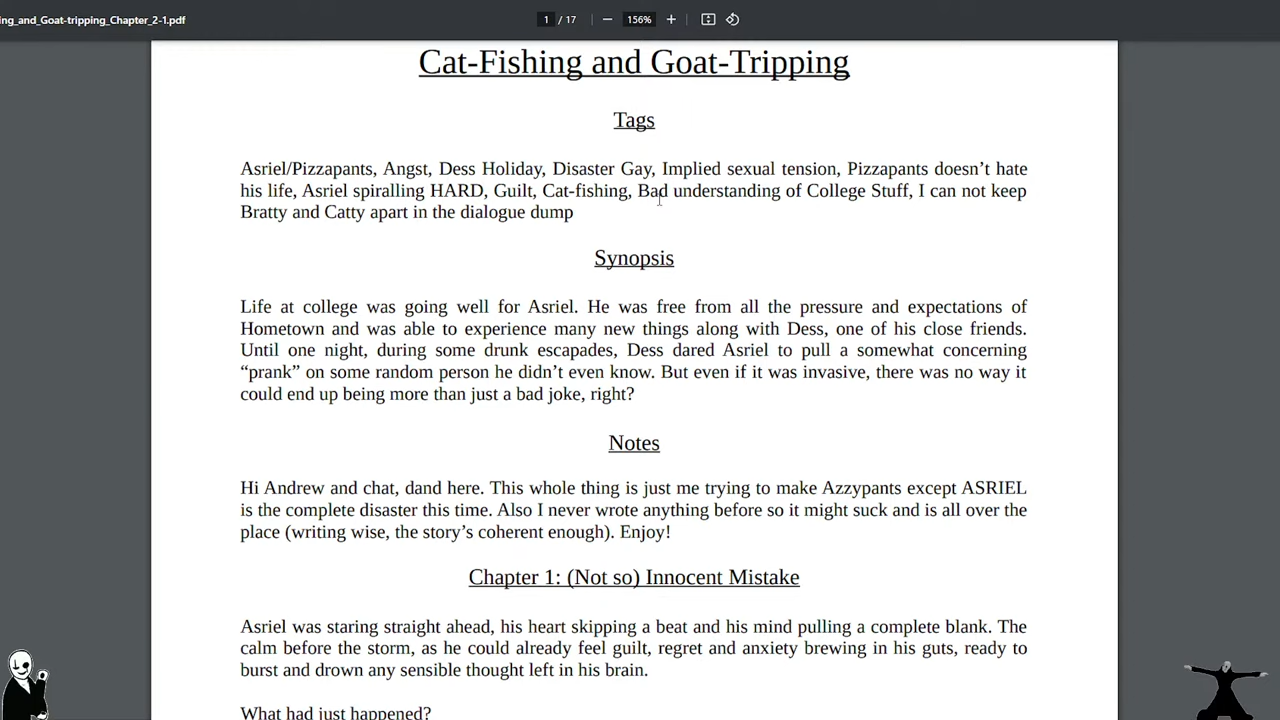 ng_and_Goat-tripping_Chapter_2-1.pdf
1 / 17
156%
Cat-Fishing and Goat-Tripping
Tags
Asriel/Pizzapants, Angst, Dess Holiday, Disaster Gay, Implied sexual tension, Pizzapants doesn’t hate
his life, Asriel spiralling HARD, Guilt, Cat-fishing, Bad understanding of College Stuff, I can not keep
Bratty and Catty apart in the dialogue dump
Synopsis
Life at college was going well for Asriel. He was free from all the pressure and expectations of
Hometown and was able to experience many new things along with Dess, one of his close friends.
Until one night, during some drunk escapades, Dess dared Asriel to pull a somewhat concerning
“prank” on some random person he didn’t even know. But even if it was invasive, there was no way it
could end up being more than just a bad joke, right?
Notes
Hi Andrew and chat, dand here. This whole thing is just me trying to make Azzypants except ASRIEL
is the complete disaster this time. Also I never wrote anything before so it might suck and is all over the
place (writing wise, the story’s coherent enough). Enjoy!
Chapter 1: (Not so) Innocent Mistake
Asriel was staring straight ahead, his heart skipping a beat and his mind pulling a complete blank. The
calm before the storm, as he could already feel guilt, regret and anxiety brewing in his guts, ready to
burst and drown any sensible thought left in his brain.
What had just happened?